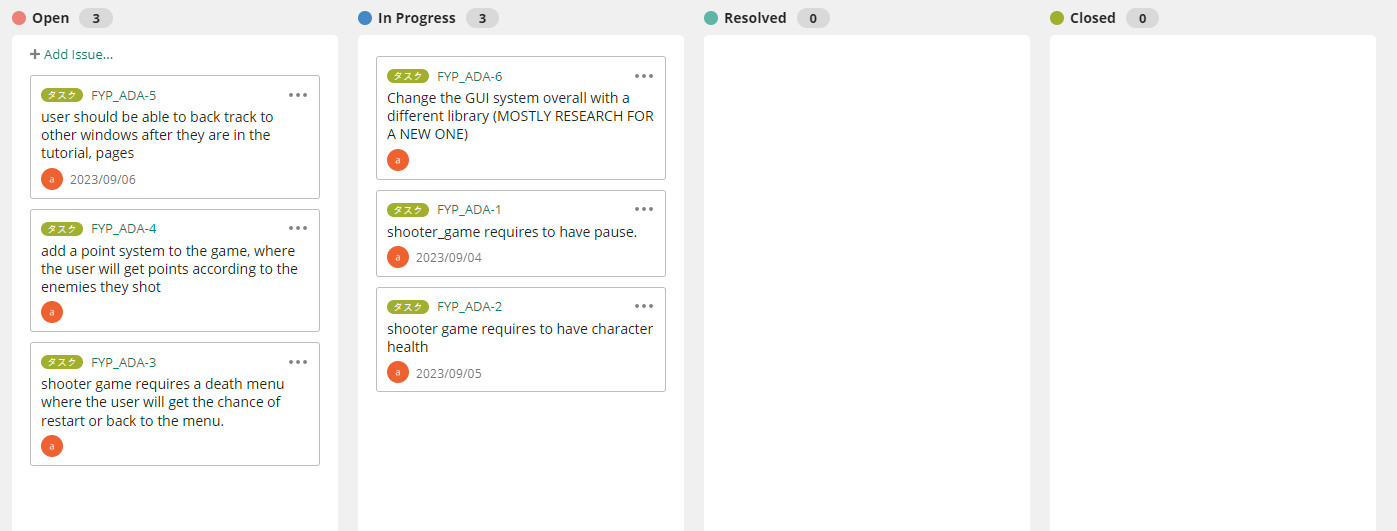 Open 3
+ Add Issue...
タスク FYP_ADA-5
user should be able to back track to
other windows after they are in the
tutorial, pages
a 2023/09/06
タスク FYP_ADA-4
add a point system to the game, where
the user will get points according to the
enemies they shot
a
タスク FYP_ADA-3
shooter game requires a death menu
where the user will get the chance of
restart or back to the menu.
a
In Progress 3
タスク FYP_ADA-6
Change the GUI system overall with a
different library (MOSTLY RESEARCH FOR
A NEW ONE)
a
タスク FYP_ADA-1
shooter_game requires to have pause.
a 2023/09/04
タスク FYP_ADA-2
shooter game requires to have character
health
a 2023/09/05
Resolved 0
Closed 0